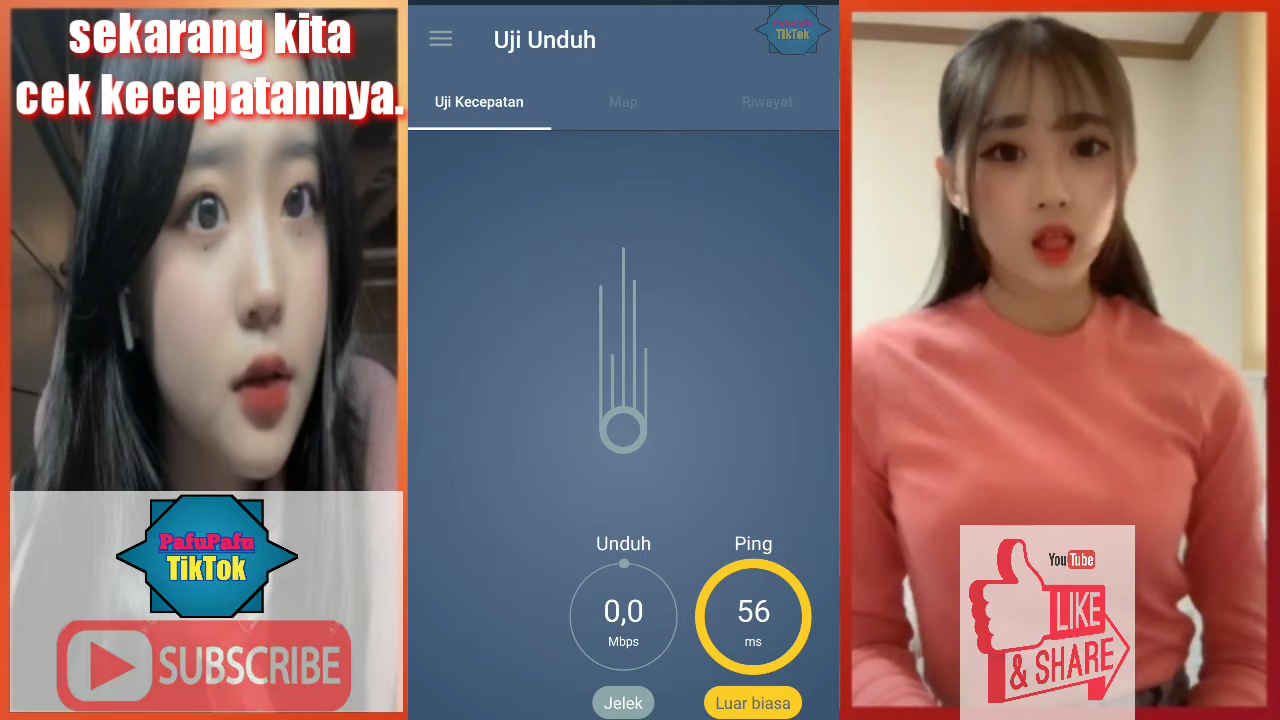 sekarang kita
cek kecepatannya.
PafuPafu
TikTok
SUBSCRIBE
Uji Unduh
PafuPafu
TikTok
Uji Kecepatan
Map
Riwayat
Unduh
Ping
0,0
Mbps
56
ms
Jelek
Luar biasa
YouTube
LIKE
& SHARE